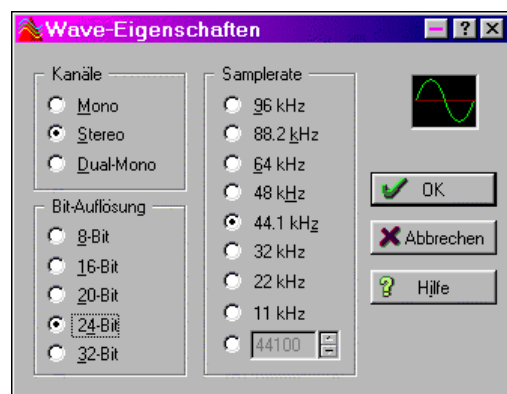 Wave-Eigenschaften
Kanäle
Mono
Stereo
Dual-Mono
Bit-Auflösung
8-Bit
16-Bit
20-Bit
24-Bit
32-Bit
Samplerate
96 kHz
88.2 kHz
64 kHz
48 kHz
44.1 kHz
32 kHz
22 kHz
11 kHz
44100
OK
Abbrechen
Hilfe